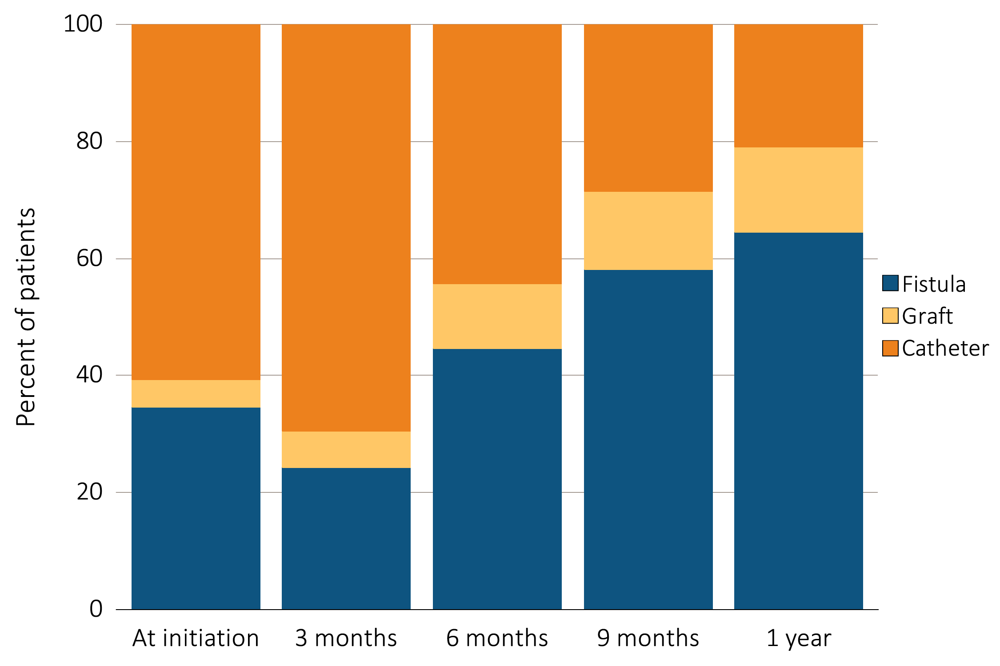 Percent of patients
100
80
60
40
20
0
At initiation
3 months
6 months
9 months
1 year
Fistula
Graft
Catheter